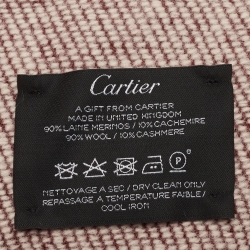 Cartier
A GIFT FROM CARTIER
MADE IN UNITED KINGDOM
90% LAINE MERINOS / 10% CACHEMIRE
90% WOOL / 10% CASHMERE
P
NETTOYAGE A SEC / DRY CLEAN ONLY
REPASSAGE A TEMPERATURE FAIBLE /
COOL IRON